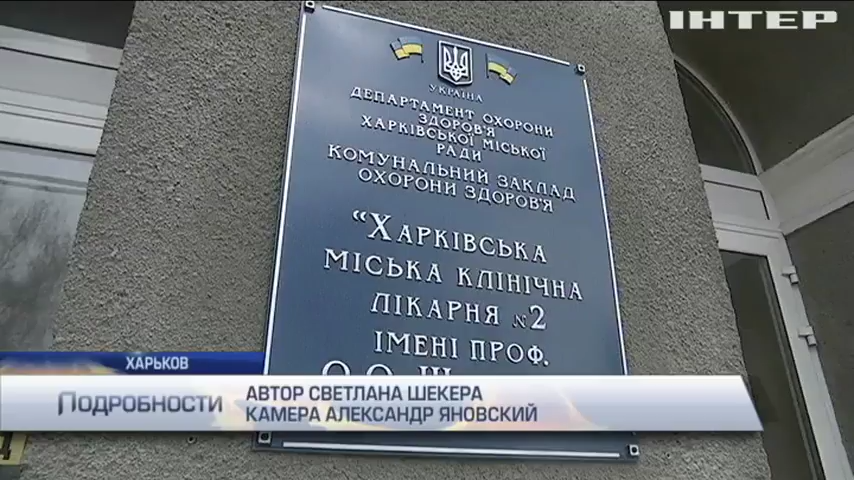 ІНТЕР
УКРАЇНА
ДЕПАРТАМЕНТ ОХОРОНИ
ЗДОРОВ'Я
ХАРКІВСЬКОЇ МІСЬКОЇ
РАДИ
КОМУНАЛЬНИЙ ЗАКЛАД
ОХОРОНИ ЗДОРОВ'Я
"ХАРКІВСЬКА
МІСЬКА КЛІНІЧНА
ЛІКАРНЯ №2
ІМЕНІ ПРОФ.
ХАРЬКОВ
ПОДРОБНОСТИ
АВТОР СВЕТЛАНА ШЕКЕРА
КАМЕРА АЛЕКСАНДР ЯНОВСКИЙ